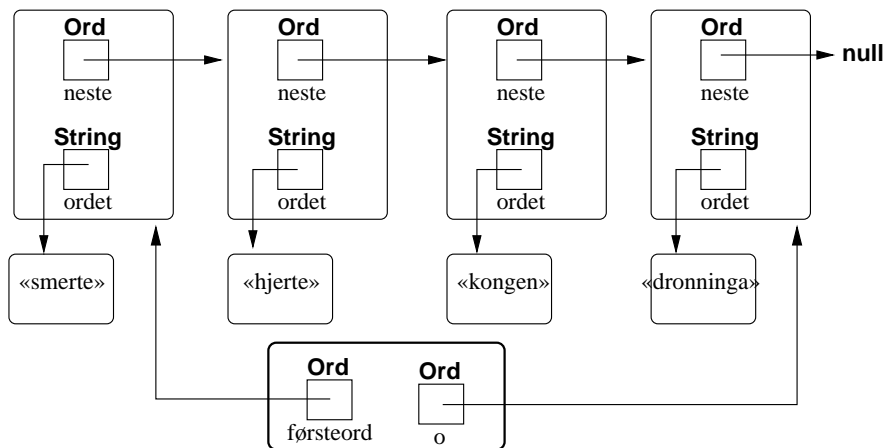 Ord Ord Ord Ord
null
neste neste neste neste
String String String String
ordet ordet ordet ordet
«smerte» «hjerte» «kongen» «dronninga»
Ord Ord
førsteord o